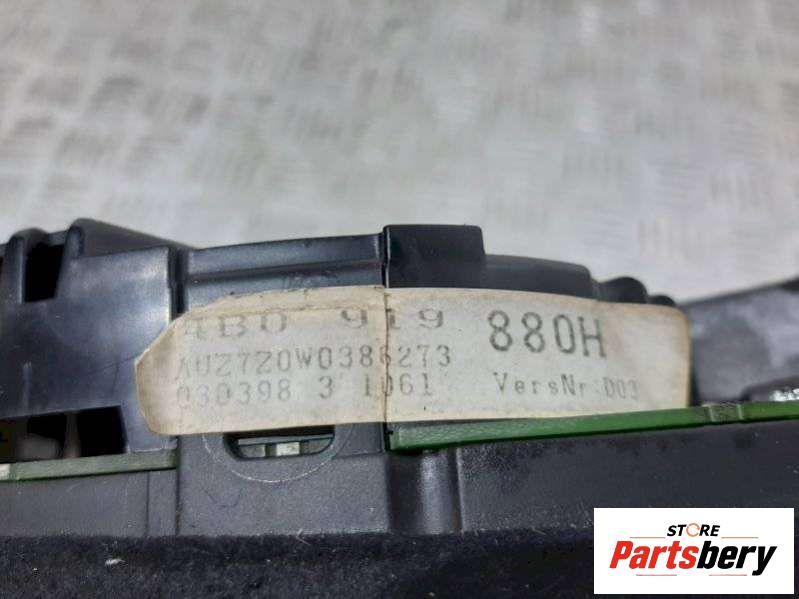 4B0 919 880H
AUZ7Z0W0386273
030398 3 1061 VersNr:D03
STORE
Partsbery